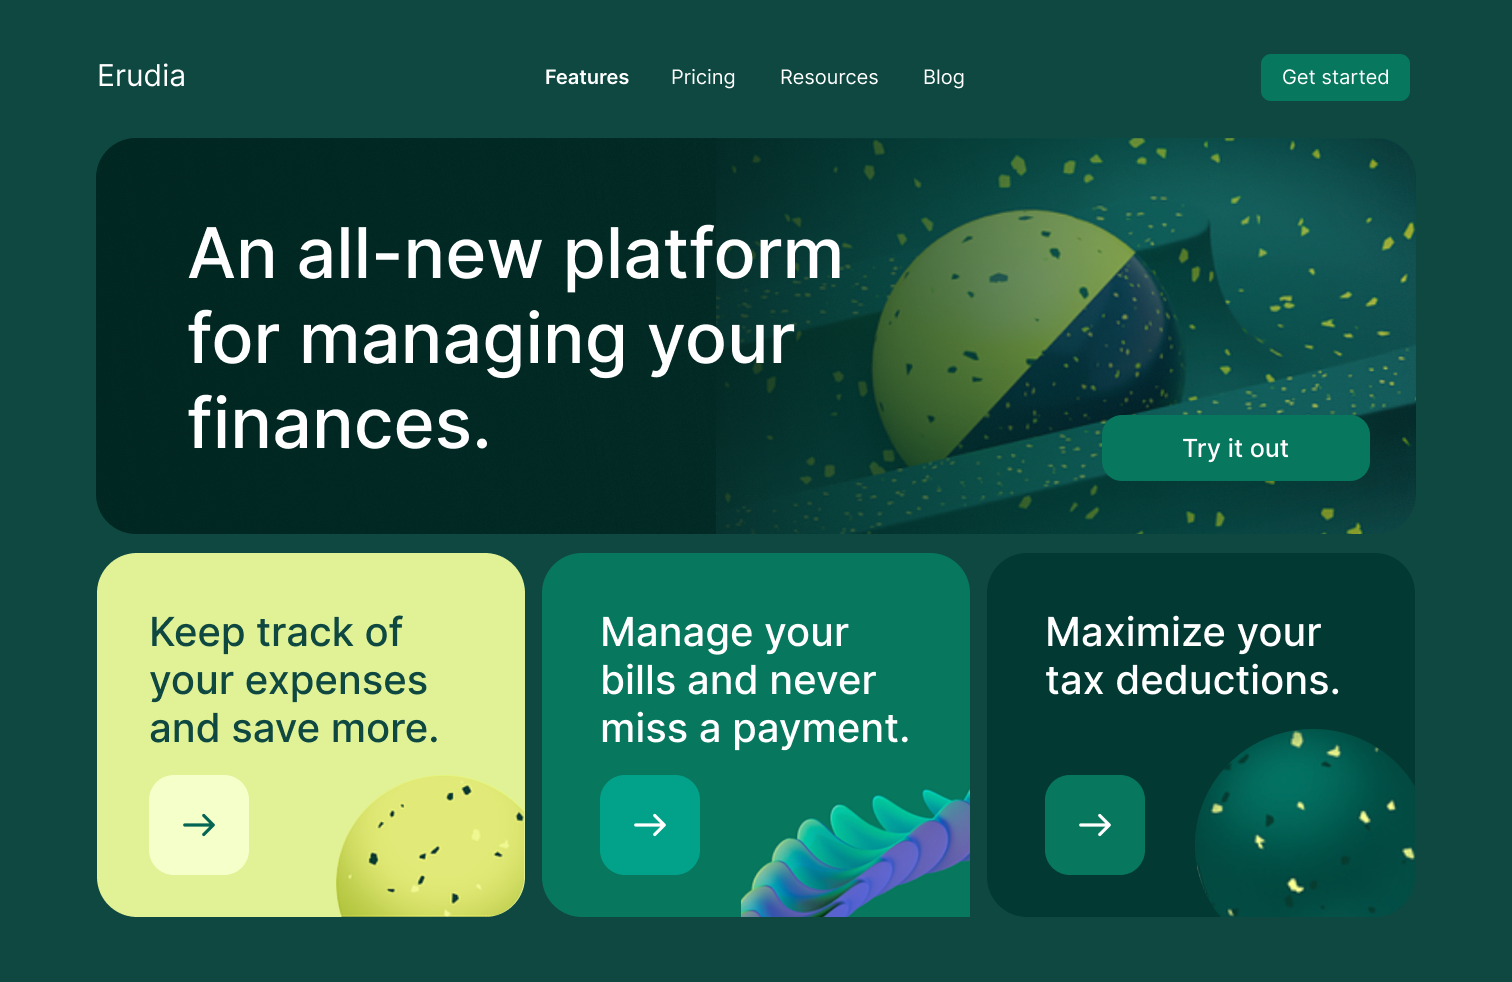 Erudia
Features
Pricing
Resources
Blog
Get started
An all-new platform
for managing your
finances.
Try it out
Keep track of
your expenses
and save more.
Manage your
bills and never
miss a payment.
Maximize your
tax deductions.